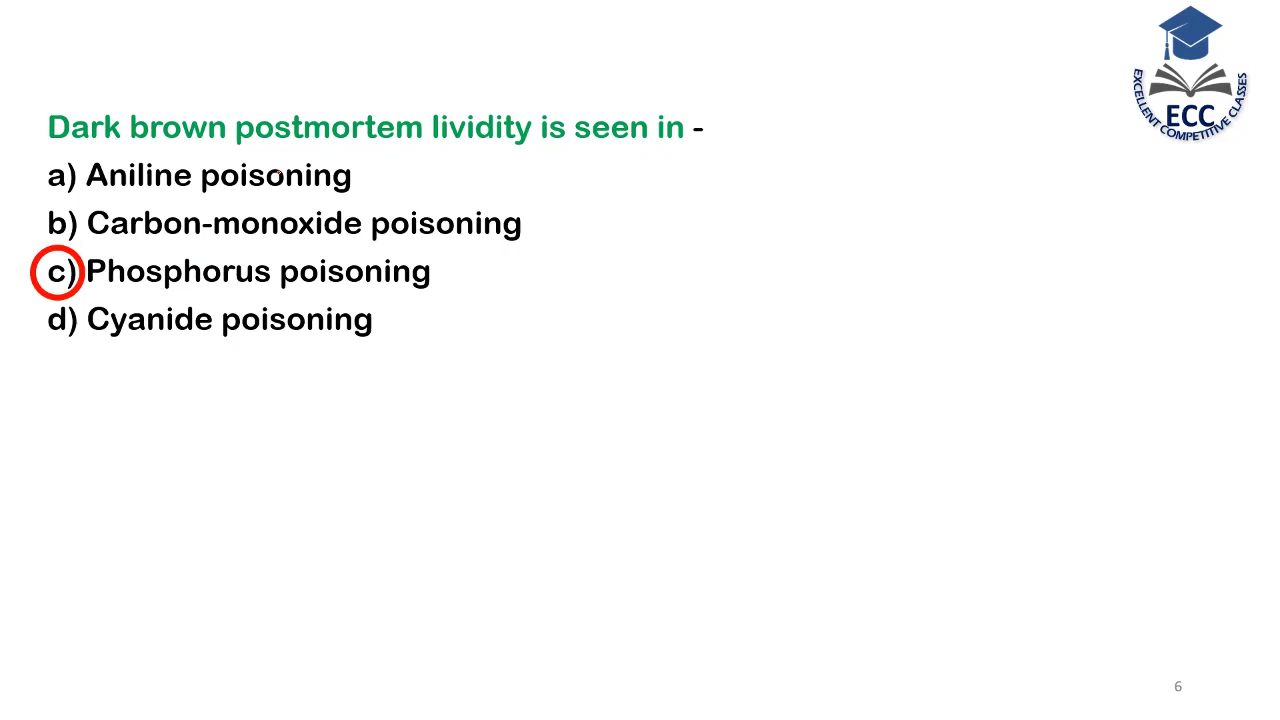 EXCELLENT COMPETITIVE CLASSES
ECC
Dark brown postmortem lividity is seen in -
a) Aniline poisoning
b) Carbon-monoxide poisoning
c) Phosphorus poisoning
d) Cyanide poisoning
6